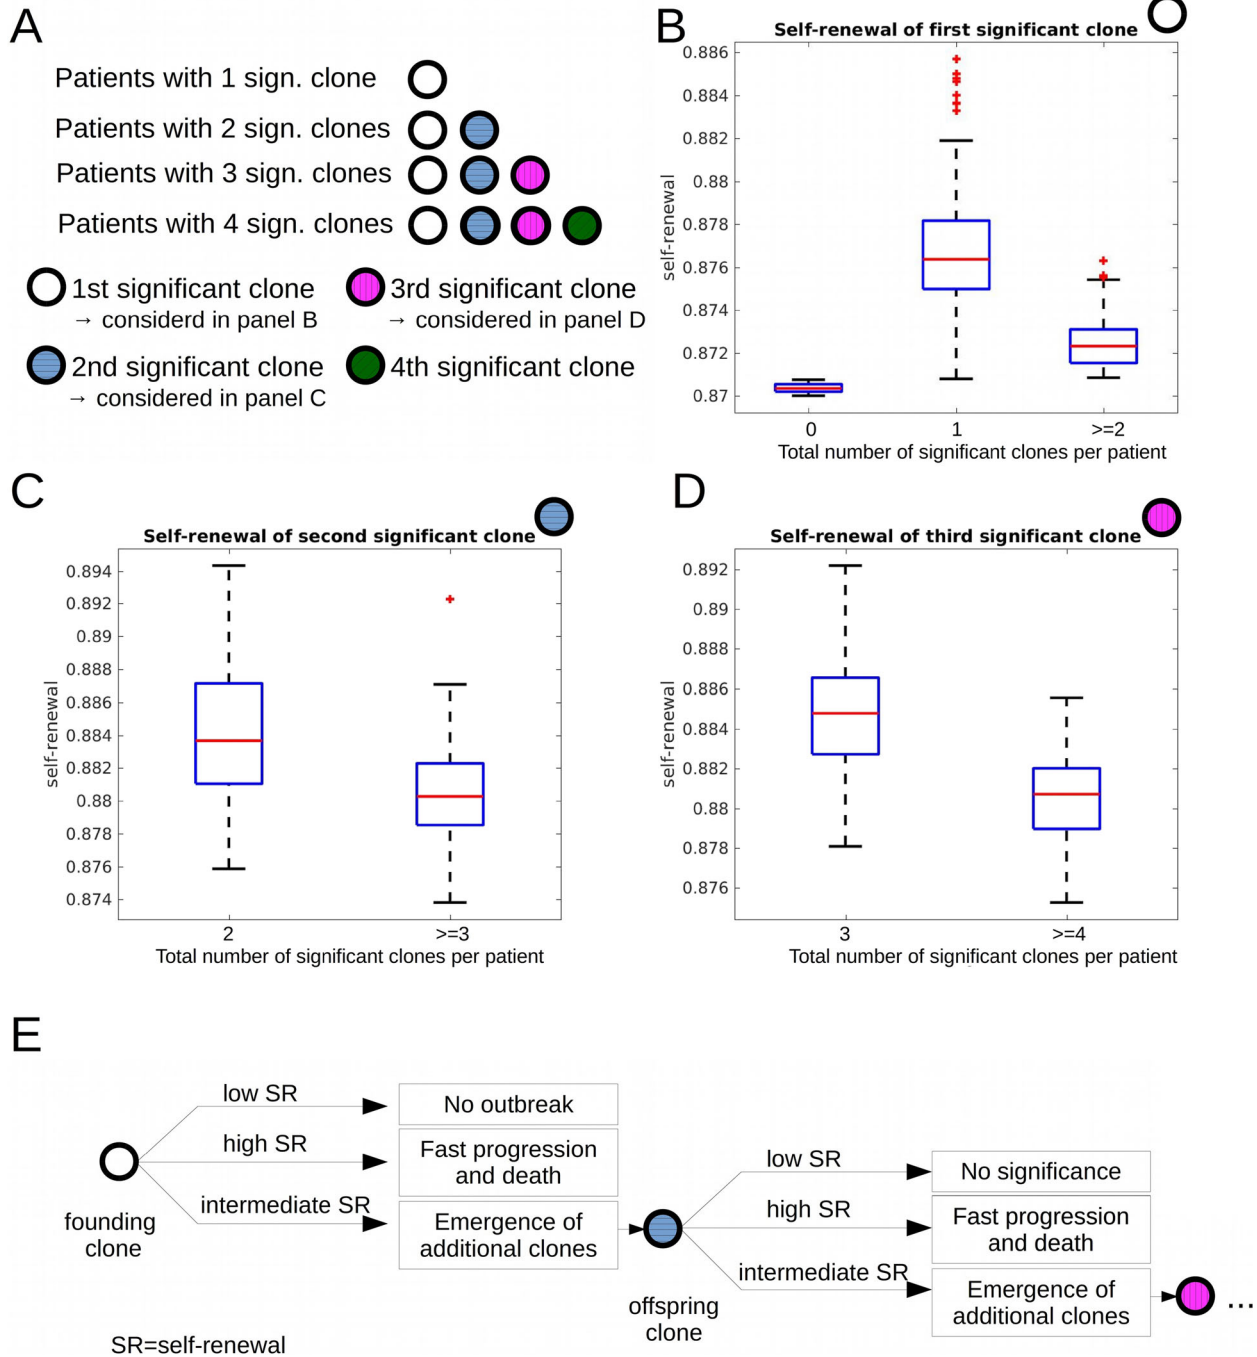 A
Patients with 1 sign. clone
Patients with 2 sign. clones
Patients with 3 sign. clones
Patients with 4 sign. clones
1st significant clone
→ considerd in panel B
3rd significant clone
→ considered in panel D
2nd significant clone
→ considered in panel C
4th significant clone
B
Self-renewal of first significant clone
self-renewal
0.886
0.884
0.882
0.88
0.878
0.876
0.874
0.872
0.87
0 1 >=2
Total number of significant clones per patient
C
Self-renewal of second significant clone
self-renewal
0.894
0.892
0.89
0.888
0.886
0.884
0.882
0.88
0.878
0.876
0.874
2 >=3
Total number of significant clones per patient
D
Self-renewal of third significant clone
self-renewal
0.892
0.89
0.888
0.886
0.884
0.882
0.88
0.878
0.876
3 >=4
Total number of significant clones per patient
E
founding
clone
low SR
No outbreak
high SR
Fast progression
and death
intermediate SR
Emergence of
additional clones
offspring
clone
low SR
No significance
high SR
Fast progression
and death
intermediate SR
Emergence of
additional clones
...
SR=self-renewal